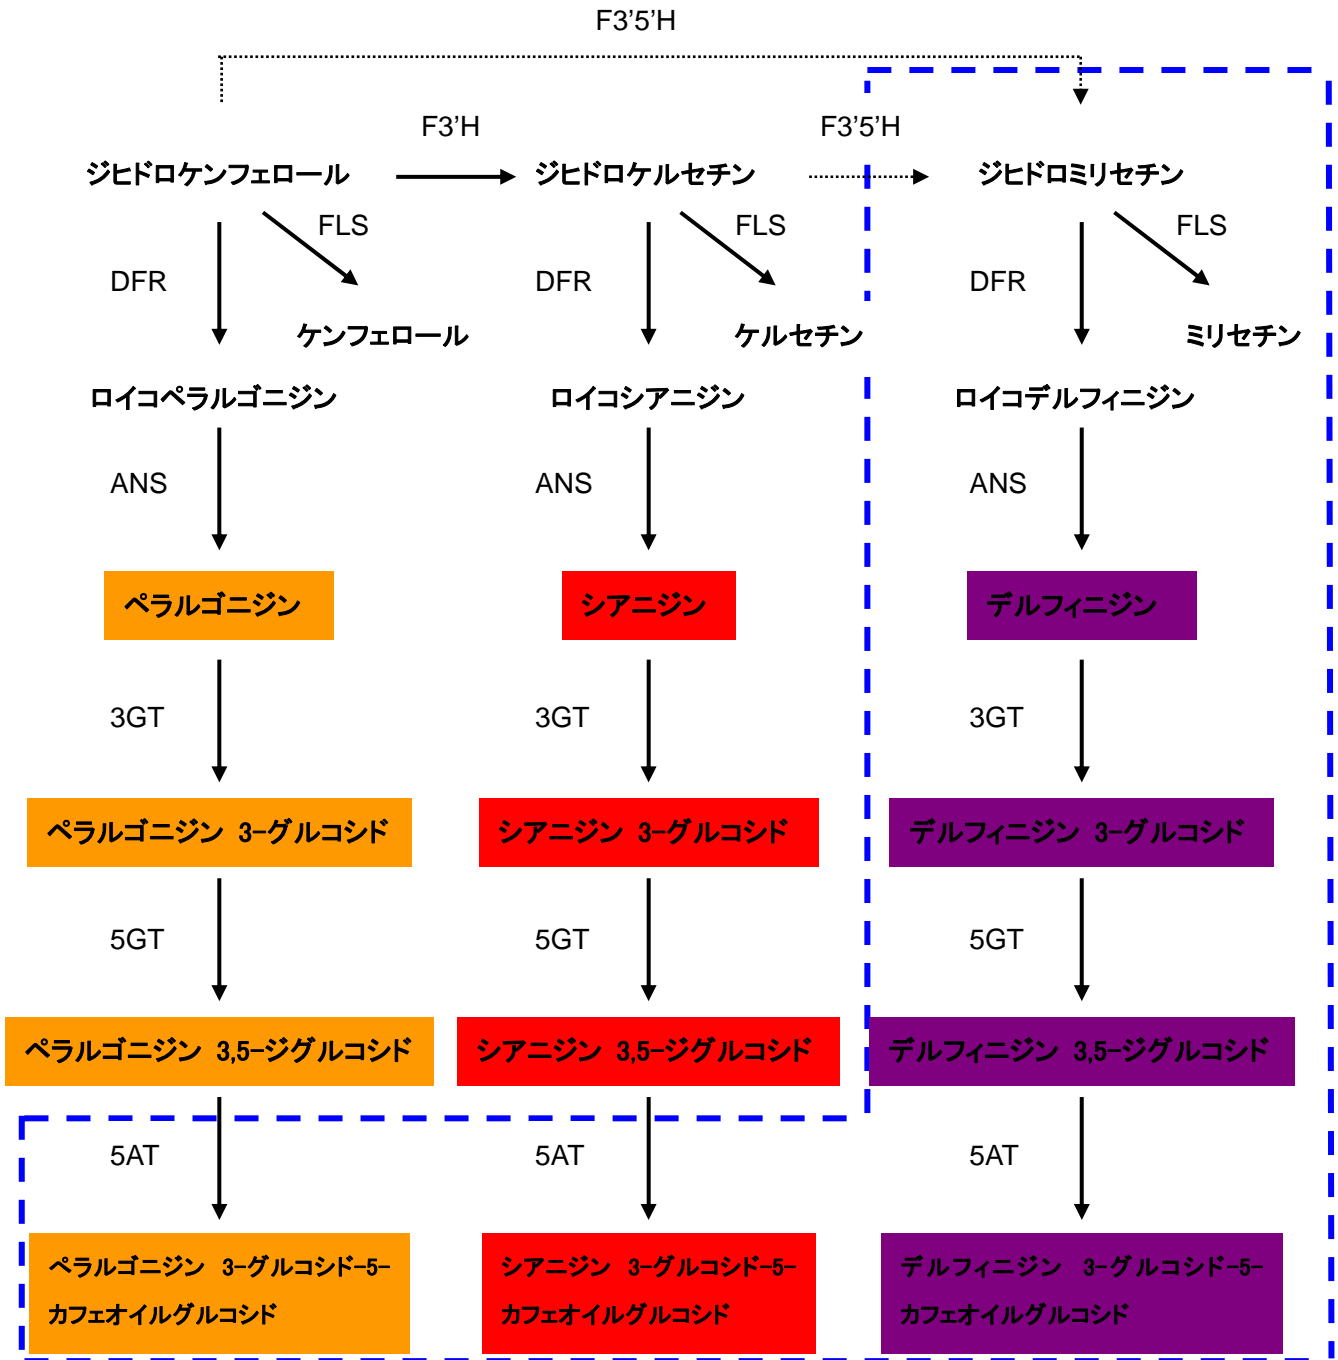 F3’5’H
F3’H
F3’5’H
ジヒドロケンフェロール
ジヒドロケルセチン
ジヒドロミリセチン
FLS
FLS
FLS
DFR
DFR
DFR
ケンフェロール
ケルセチン
ミリセチン
ロイコペラルゴニジン
ロイコシアニジン
ロイコデルフィニジン
ANS
ANS
ANS
ペラルゴニジン
シアニジン
デルフィニジン
3GT
3GT
3GT
ペラルゴニジン 3-グルコシド
シアニジン 3-グルコシド
デルフィニジン 3-グルコシド
5GT
5GT
5GT
ペラルゴニジン 3,5-ジグルコシド
シアニジン 3,5-ジグルコシド
デルフィニジン 3,5-ジグルコシド
5AT
5AT
5AT
ペラルゴニジン 3-グルコシド-5-
カフェオイルグルコシド
シアニジン 3-グルコシド-5-
カフェオイルグルコシド
デルフィニジン 3-グルコシド-5-
カフェオイルグルコシド